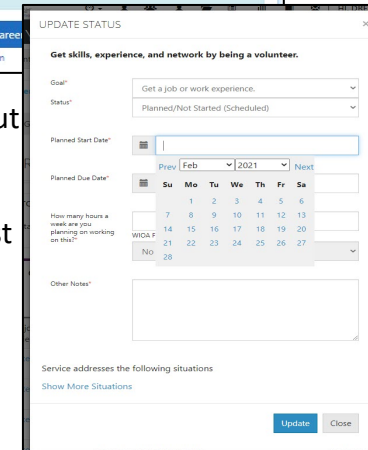 UPDATE STATUS ×
Get skills, experience, and network by being a volunteer.
Goal*
Get a job or work experience.
Status*
Planned/Not Started (Scheduled)
Planned Start Date*
Prev Feb 2021 Next
Su Mo Tu We Th Fr Sa
1 2 3 4 5 6
7 8 9 10 11 12 13
14 15 16 17 18 19 20
21 22 23 24 25 26 27
28
Planned Due Date*
How many hours a
week are you
planning on working
on this?*
WIOA
No
Other Notes*
Service addresses the following situations
Show More Situations
Update Close